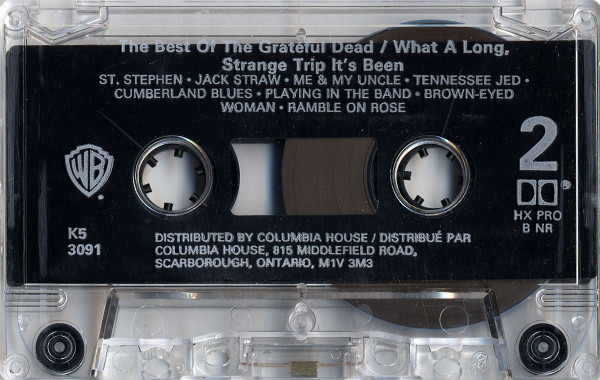 The Best Of The Grateful Dead / What A Long,
Strange Trip It's Been
ST. STEPHEN • JACK STRAW • ME & MY UNCLE • TENNESSEE JED •
CUMBERLAND BLUES • PLAYING IN THE BAND • BROWN-EYED
WOMAN • RAMBLE ON ROSE
WB
2
HX PRO
B NR
K5
3091
DISTRIBUTED BY COLUMBIA HOUSE / DISTRIBUÉ PAR
COLUMBIA HOUSE, 815 MIDDLEFIELD ROAD,
SCARBOROUGH, ONTARIO, M1V 3M3